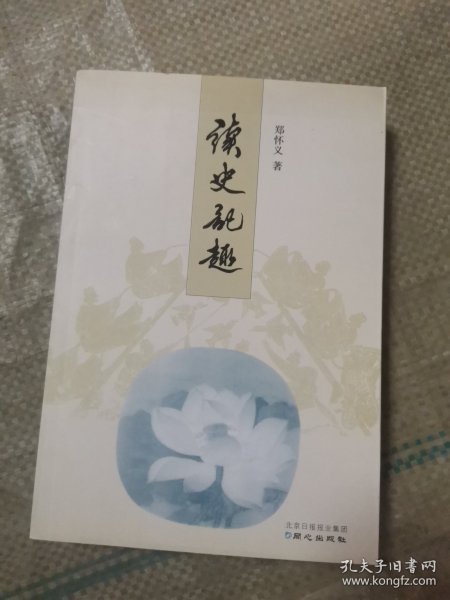 读史乱趣
郑怀义 著
北京日报报业集团
同心出版社
孔夫子旧书网
www.kongfz.com